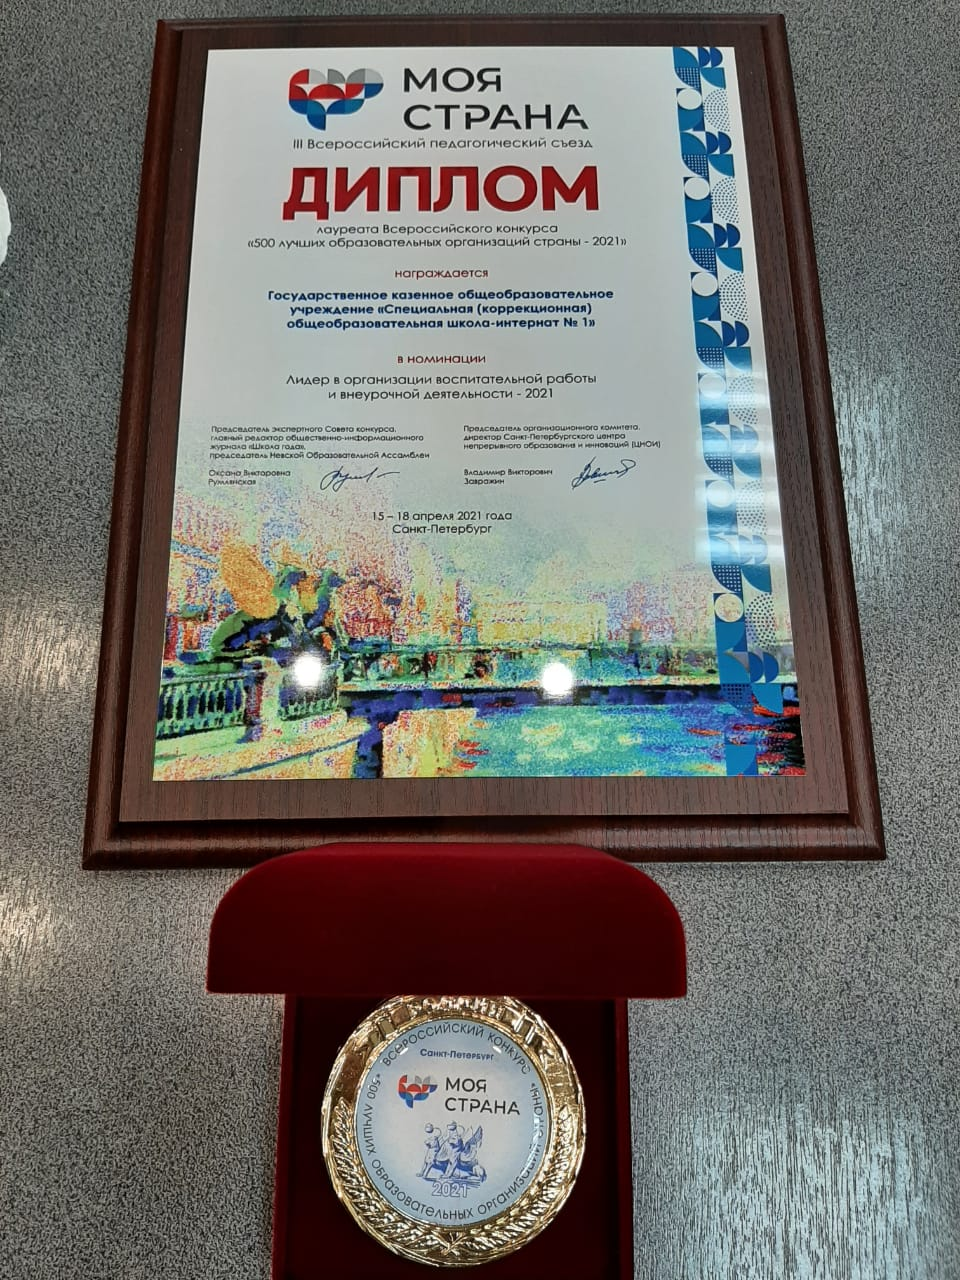 МОЯ
СТРАНА
III Всероссийский педагогический съезд
ДИПЛОМ
лауреата Всероссийского конкурса
«500 лучших образовательных организаций страны - 2021»
награждается
Государственное казенное общеобразовательное
учреждение «Специальная (коррекционная)
общеобразовательная школа-интернат № 1»
в номинации
Лидер в организации воспитательной работы
и внеурочной деятельности - 2021
Председатель экспертного Совета конкурса,
главный редактор общественно-информационного
журнала «Школа года»,
председатель Невской Образовательной Ассамблеи
Оксана Викторовна
Румлянская
Председатель организационного комитета,
директор Санкт-Петербургского центра
непрерывного образования и инноваций (ЦНОИ)
Владимир Викторович
Завражин
15 – 18 апреля 2021 года
Санкт-Петербург
ВСЕРОССИЙСКИЙ КОНКУРС
«500 ЛУЧШИХ ОБРАЗОВАТЕЛЬНЫХ ОРГАНИЗАЦИЙ СТРАНЫ»
Санкт-Петербург
МОЯ
СТРАНА
2021